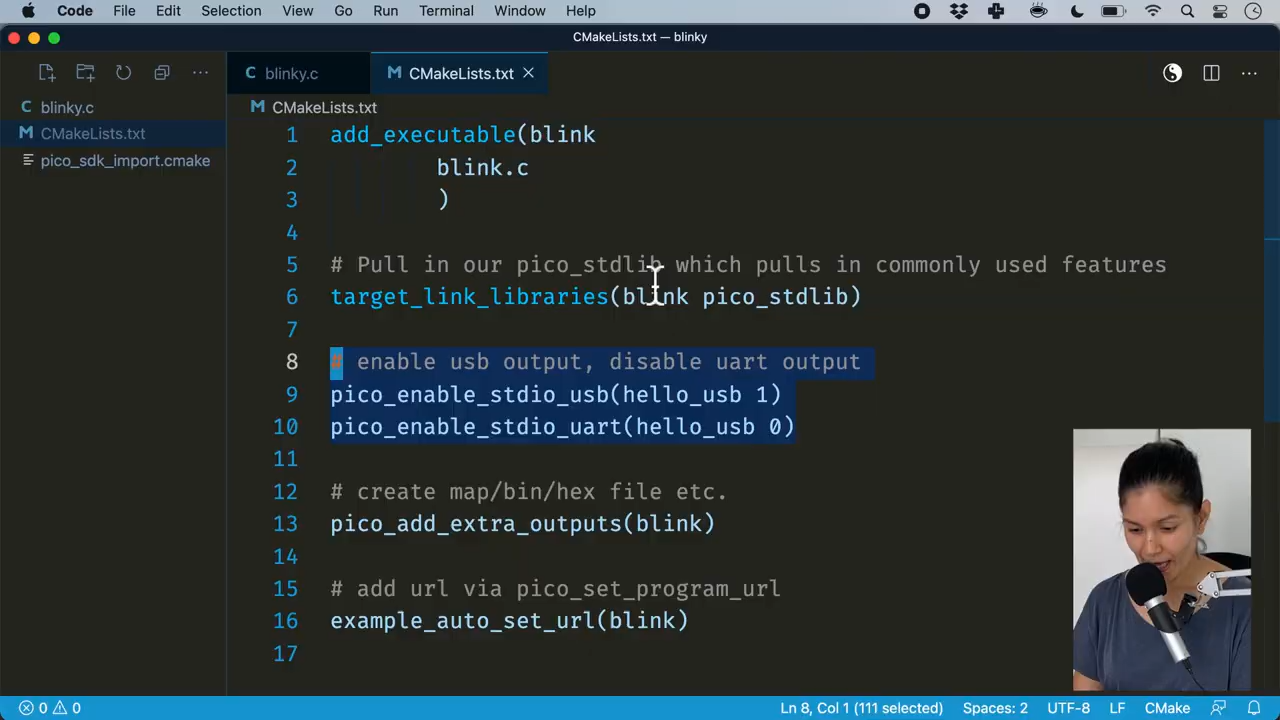 Code File Edit Selection View Go Run Terminal Window Help
CMakeLists.txt — blinky
blinky.c
CMakeLists.txt
pico_sdk_import.cmake
C blinky.c
M CMakeLists.txt ×
M CMakeLists.txt
1 add_executable(blink
2 blink.c
3 )
4
5 # Pull in our pico_stdlib which pulls in commonly used features
6 target_link_libraries(blink pico_stdlib)
7
8 # enable usb output, disable uart output
9 pico_enable_stdio_usb(hello_usb 1)
10 pico_enable_stdio_uart(hello_usb 0)
11
12 # create map/bin/hex file etc.
13 pico_add_extra_outputs(blink)
14
15 # add url via pico_set_program_url
16 example_auto_set_url(blink)
17
0 0 Ln 8, Col 1 (111 selected) Spaces: 2 UTF-8 LF CMake